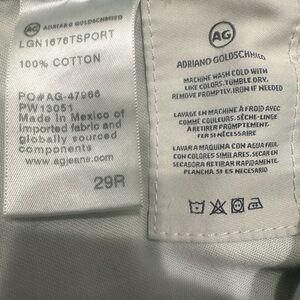 AG ADRIANO GOLDSCHMIED
LGN1676TSPORT
100% COTTON
PO#AG-47966
PW13051
Made in Mexico of
imported fabric and
globally sourced
components
www.agjeans.com
29R
AG
ADRIANO GOLDSCHMIED
MACHINE WASH COLD WITH
LIKE COLORS. TUMBLE DRY.
REMOVE PROMPTLY. IRON IF NEEDED
LAVAGE EN MACHINE À FROID AVEC
COMME COULEURS. SÈCHE-LINGE
À RETIRER PROMPTEMENT.
FER SI NÉCESSAIRE
LAVAR A MAQUINA CON AGUA FRIA
CON COLORES SIMILARES. SECAR EN
SECADORA RETIRAR RAPIDAMENTE.
PLANCHA SI ES NECESARIO